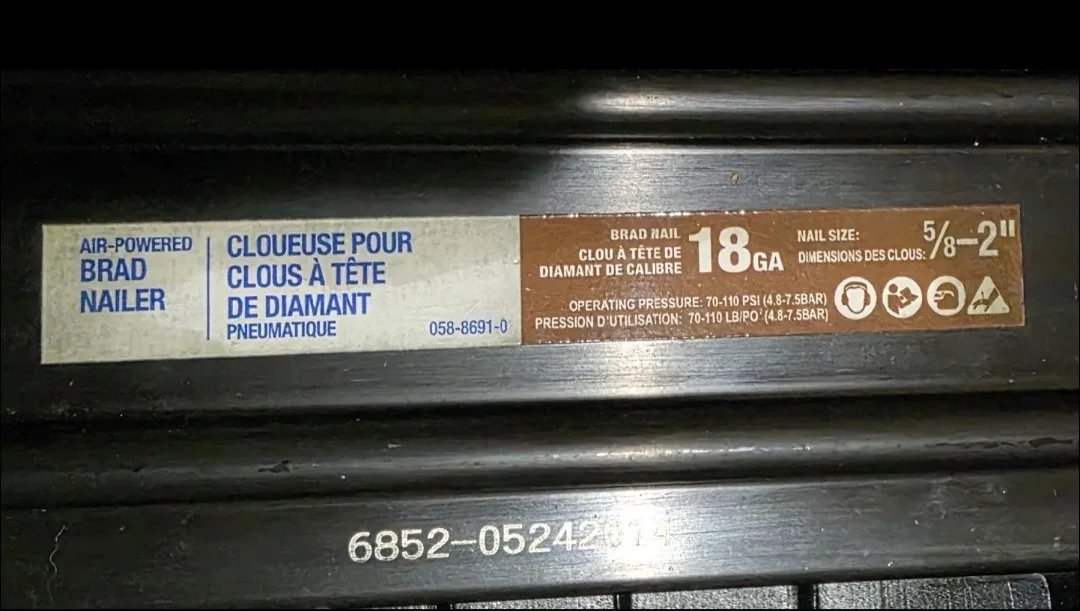 AIR-POWERED
BRAD
NAILER
CLOUEUSE POUR
CLOUS À TÊTE
DE DIAMANT
PNEUMATIQUE
058-8691-0
BRAD NAIL
CLOU À TÊTE DE
DIAMANT DE CALIBRE
18GA
NAIL SIZE:
DIMENSIONS DES CLOUS:
5/8–2"
OPERATING PRESSURE: 70-110 PSI (4.8-7.5BAR)
PRESSION D'UTILISATION: 70-110 LB/PO² (4.8-7.5BAR)